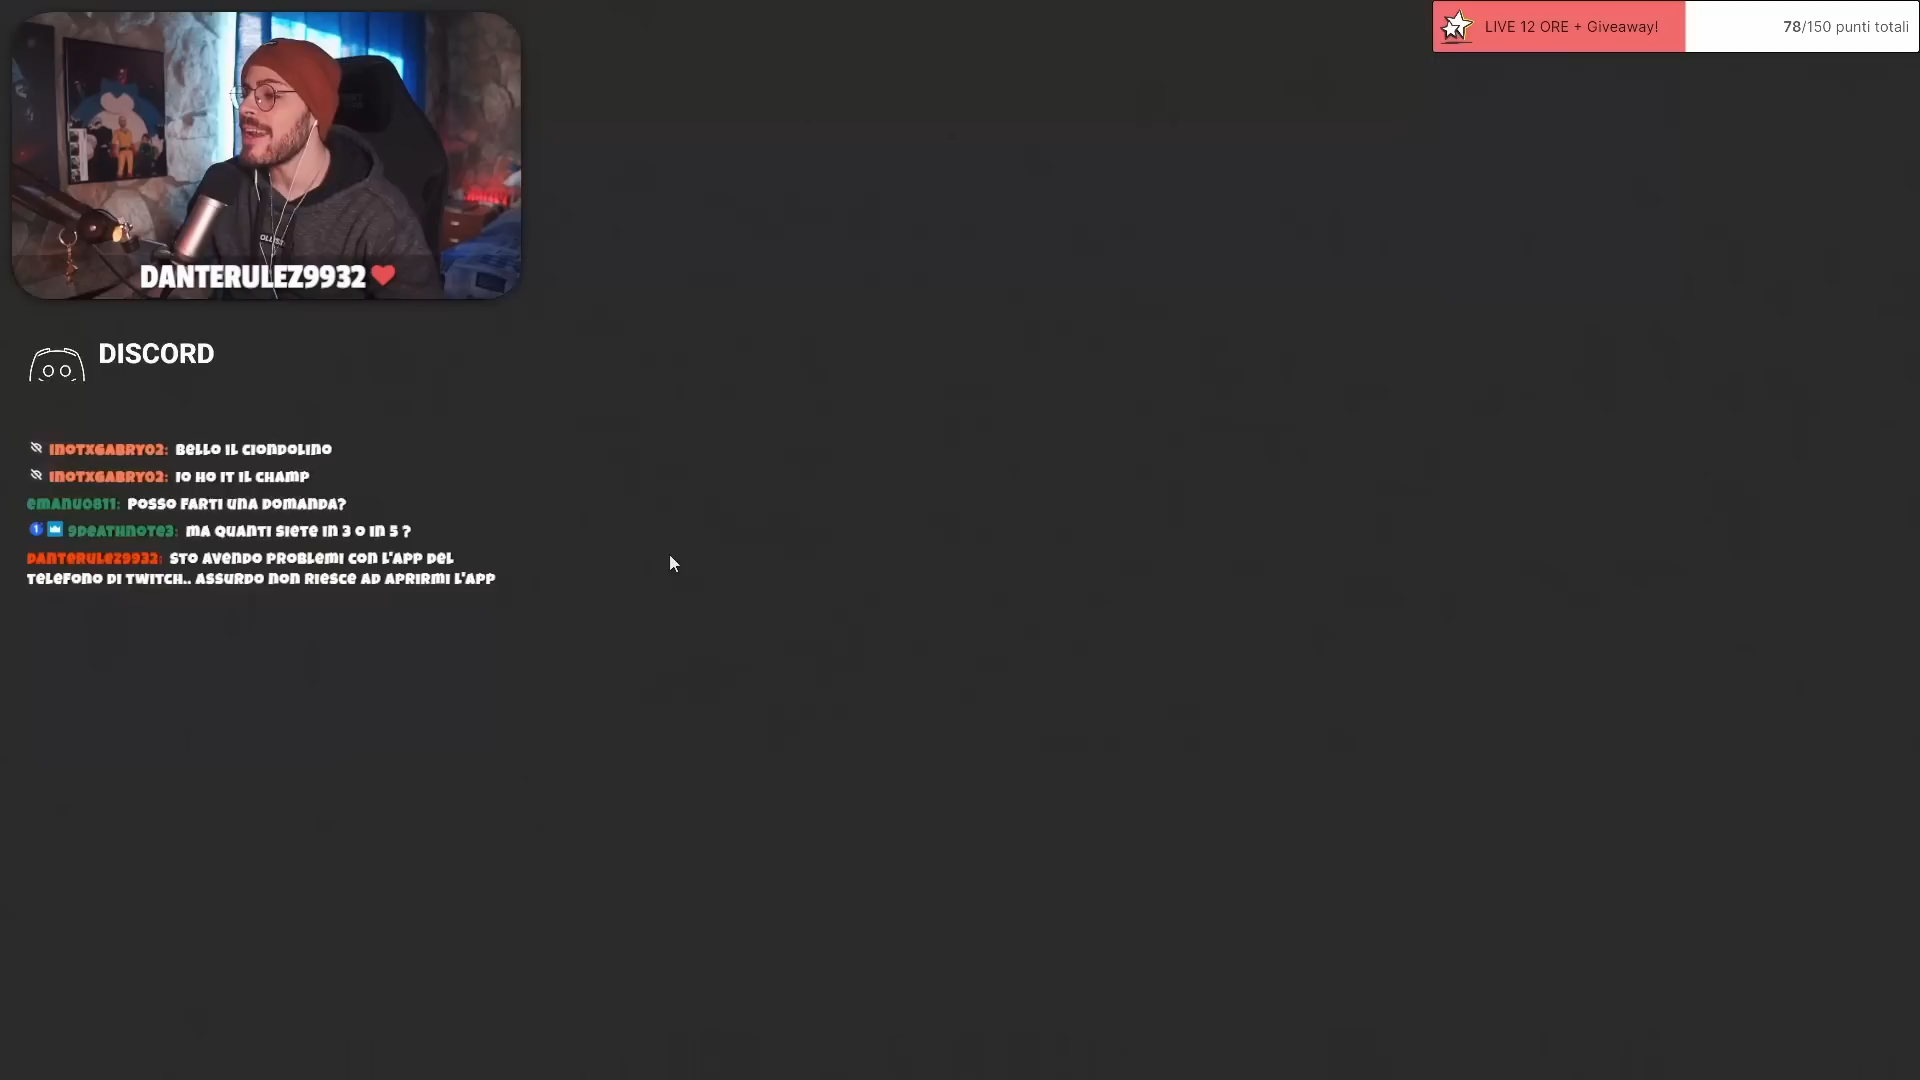 LIVE 12 ORE + Giveaway!
78/150 punti totali
DANTERULEZ9932
DISCORD
INOTXGABRY02: BELLO IL CIONDOLINO
INOTXGABRY02: IO HO IT IL CHAMP
EMANU0811: POSSO FARTI UNA DOMANDA?
1 9DEATHNOTE3: MA QUANTI SIETE IN 3 O IN 5 ?
DANTERULEZ9932: STO AVENDO PROBLEMI CON L'APP DEL
TELEFONO DI TWITCH.. ASSURDO NON RIESCE AD APRIRMI L'APP